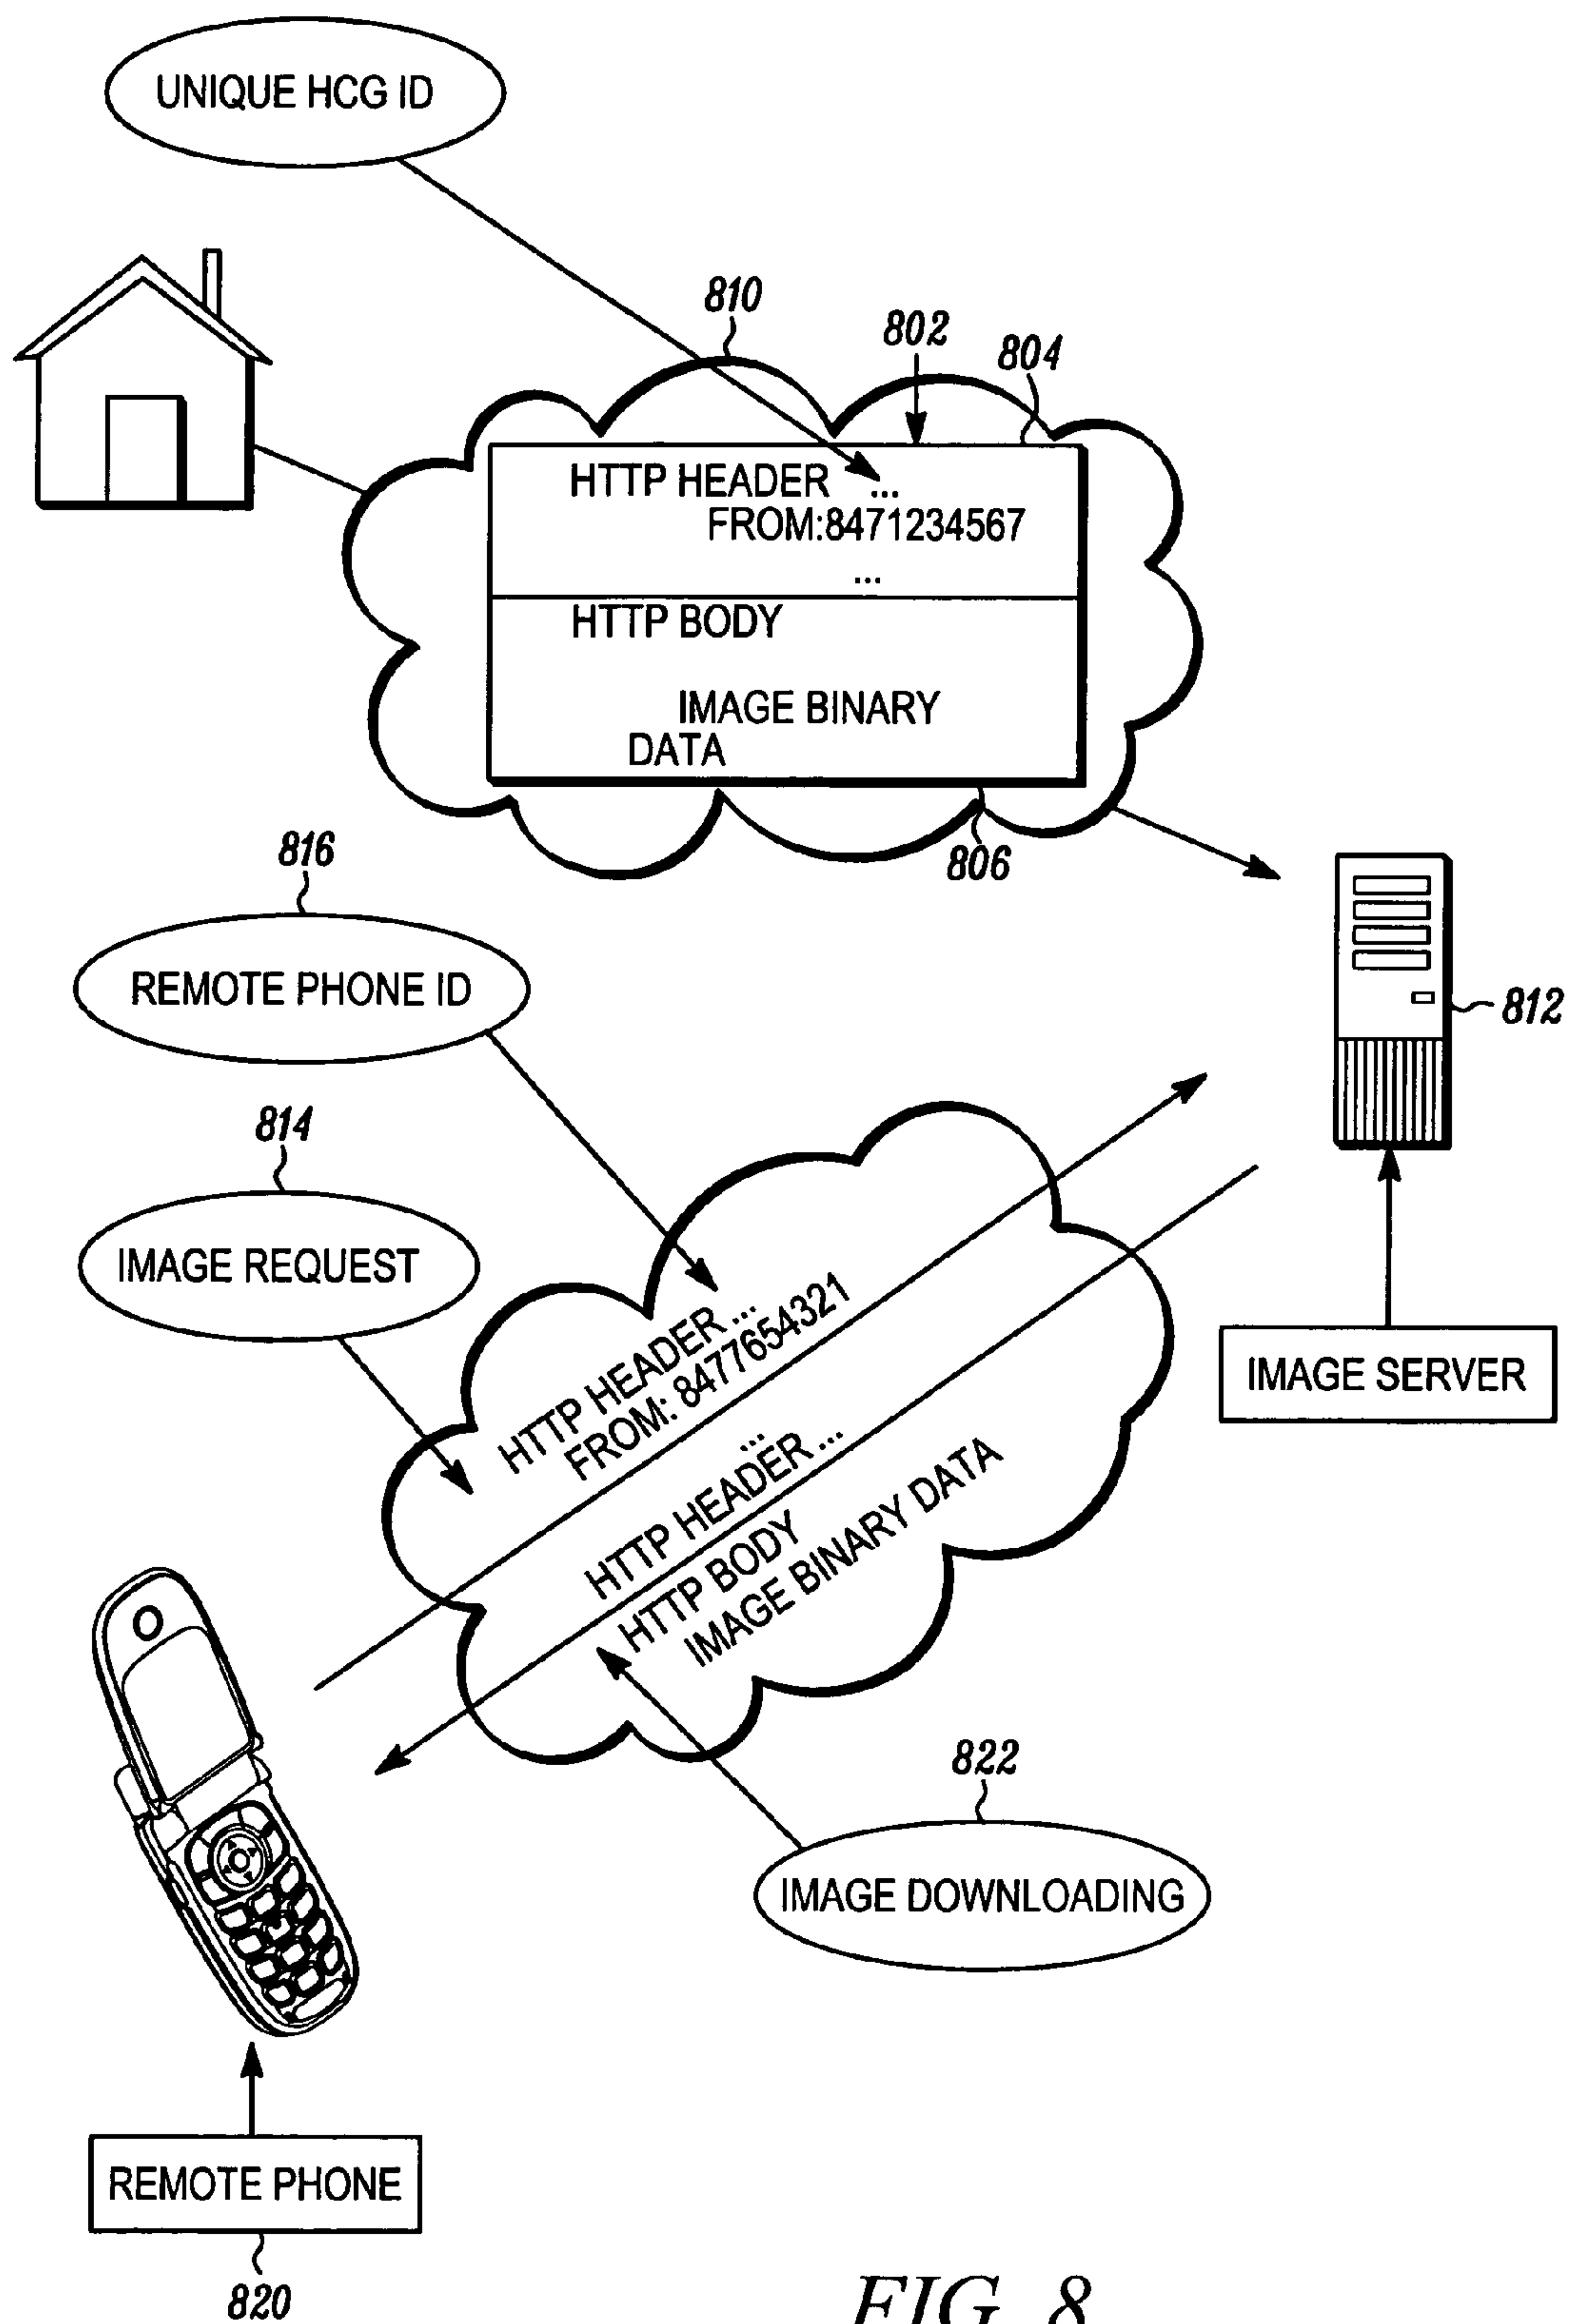 UNIQUE HCG ID
810
802
804
HTTP HEADER ...
FROM:8471234567
...
HTTP BODY
IMAGE BINARY
DATA
806
816
REMOTE PHONE ID
812
814
IMAGE REQUEST
HTTP HEADER ...
FROM: 8477654321
...
HTTP HEADER ...
HTTP BODY
IMAGE BINARY DATA
IMAGE SERVER
822
IMAGE DOWNLOADING
REMOTE PHONE
820
FIG. 8